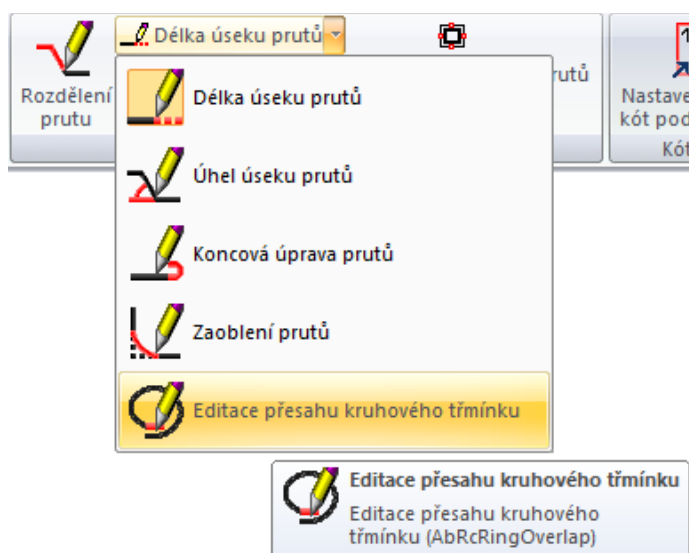 Rozdělení
prutu
Délka úseku prutů
rutů
Nastave
kót pod
Kót
Délka úseku prutů
Úhel úseku prutů
Koncová úprava prutů
Zaoblení prutů
Editace přesahu kruhového třmínku
Editace přesahu kruhového třmínku
Editace přesahu kruhového
třmínku (AbRcRingOverlap)